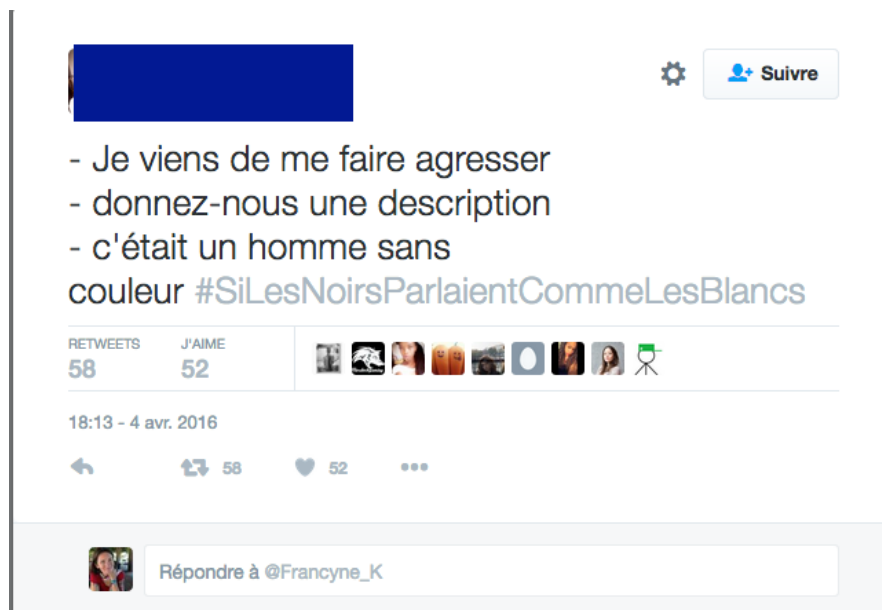 Suivre
- Je viens de me faire agresser
- donnez-nous une description
- c'était un homme sans
couleur #SiLesNoirsParlaientCommeLesBlancs
RETWEETS J'AIME
58 52
18:13 - 4 avr. 2016
58 52
Répondre à @Francyne_K